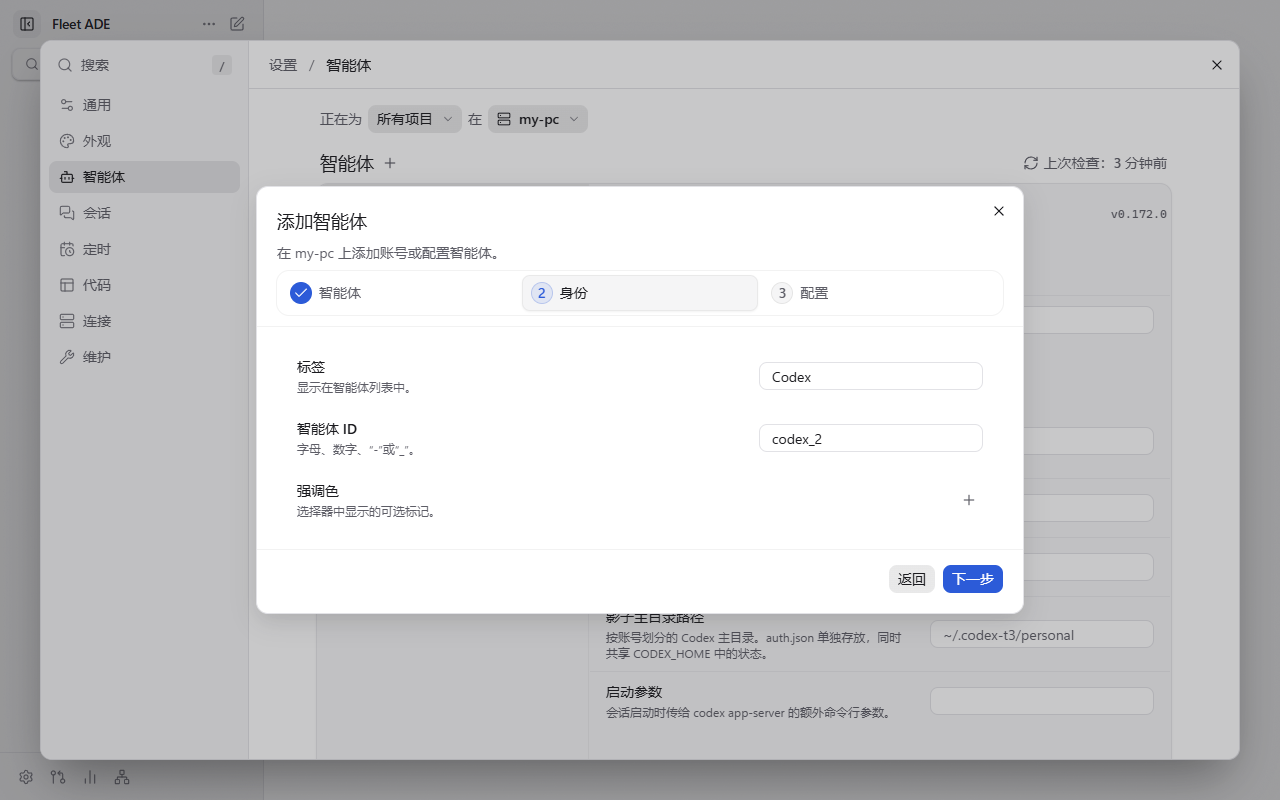 Fleet ADE
搜索
/
通用
外观
智能体
会话
定时
代码
连接
维护
设置 / 智能体
正在为 所有项目 在 my-pc
智能体
上次检查：3 分钟前
v0.172.0
添加智能体
在 my-pc 上添加账号或配置智能体。
智能体
2 身份
3 配置
标签
显示在智能体列表中。
Codex
智能体 ID
字母、数字、"-"或"_"。
codex_2
强调色
选择器中显示的可选标记。
返回
下一步
影子主目录路径
按账号划分的 Codex 主目录。auth.json 单独存放，同时
共享 CODEX_HOME 中的状态。
~/.codex-t3/personal
启动参数
会话启动时传给 codex app-server 的额外命令行参数。